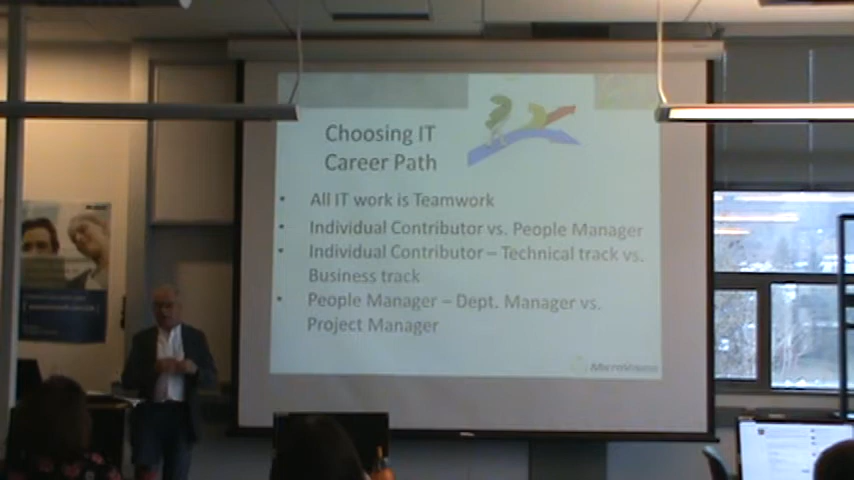 Choosing IT
Career Path
• All IT work is Teamwork
• Individual Contributor vs. People Manager
• Individual Contributor – Technical track vs.
Business track
• People Manager – Dept. Manager vs.
Project Manager